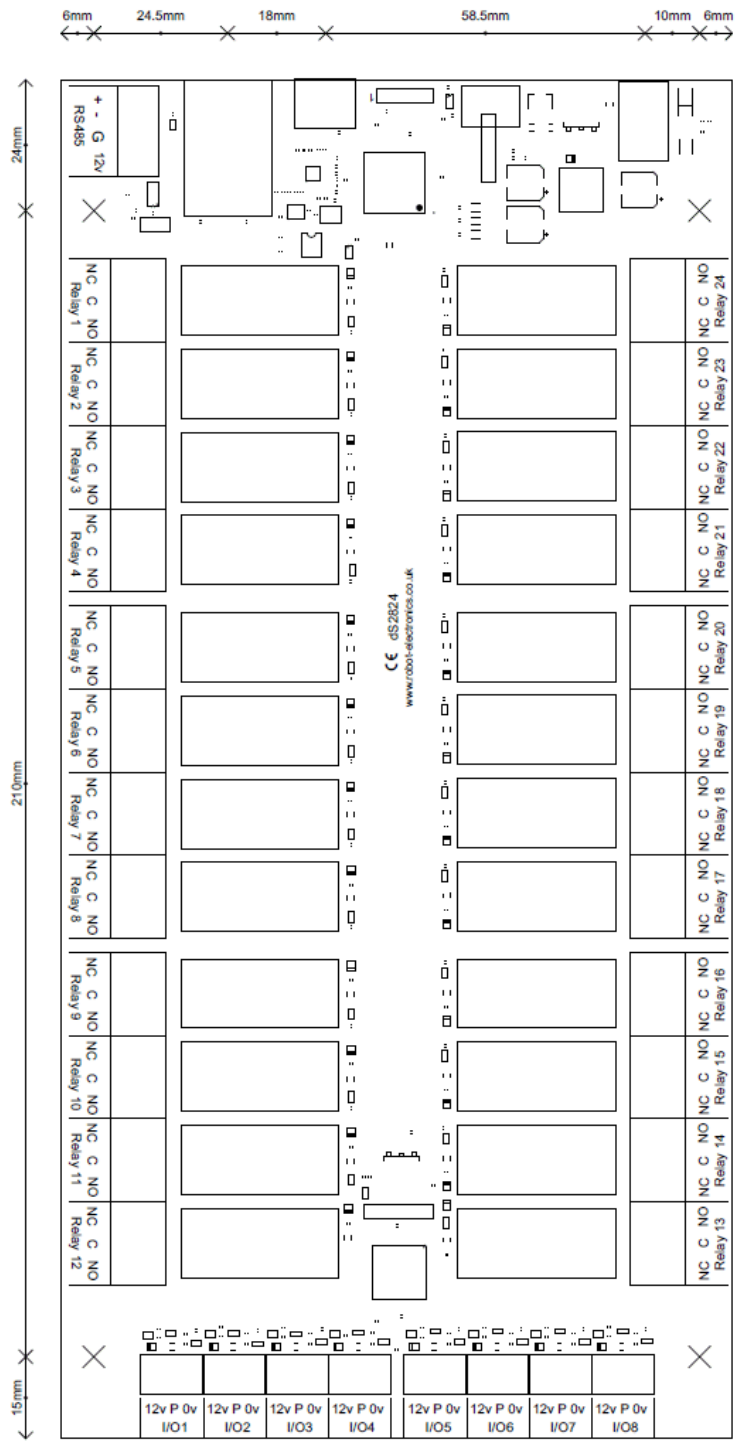 6mm 24.5mm 18mm 58.5mm 10mm 6mm
24mm
210mm
15mm
+ - G 12v
RS485
NC C NO
Relay 1
NC C NO
Relay 2
NC C NO
Relay 3
NC C NO
Relay 4
NC C NO
Relay 5
NC C NO
Relay 6
NC C NO
Relay 7
NC C NO
Relay 8
NC C NO
Relay 9
NC C NO
Relay 10
NC C NO
Relay 11
NC C NO
Relay 12
CE dS2824
www.robot-electronics.co.uk
NC C NO
Relay 24
NC C NO
Relay 23
NC C NO
Relay 22
NC C NO
Relay 21
NC C NO
Relay 20
NC C NO
Relay 19
NC C NO
Relay 18
NC C NO
Relay 17
NC C NO
Relay 16
NC C NO
Relay 15
NC C NO
Relay 14
NC C NO
Relay 13
12v P 0v 12v P 0v 12v P 0v 12v P 0v 12v P 0v 12v P 0v 12v P 0v 12v P 0v
I/O1 I/O2 I/O3 I/O4 I/O5 I/O6 I/O7 I/O8